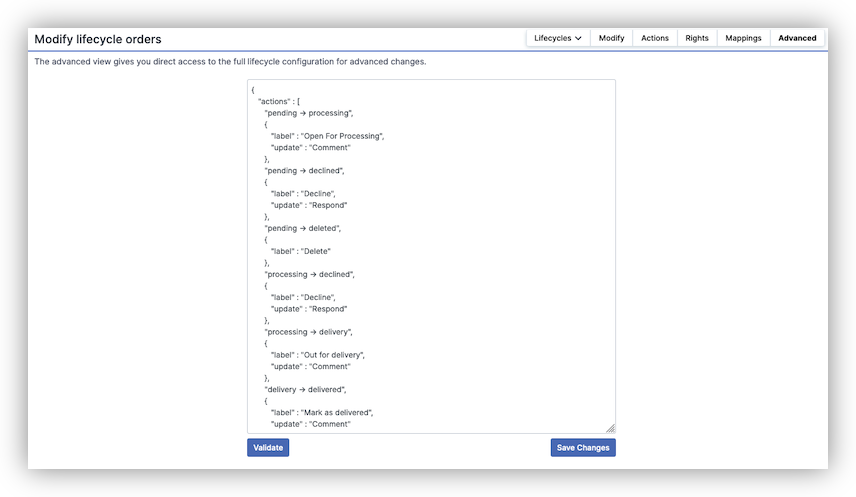 Modify lifecycle orders
Lifecycles Modify Actions Rights Mappings Advanced
The advanced view gives you direct access to the full lifecycle configuration for advanced changes.
{
"actions" : [
"pending -> processing",
{
"label" : "Open For Processing",
"update" : "Comment"
},
"pending -> declined",
{
"label" : "Decline",
"update" : "Respond"
},
"pending -> deleted",
{
"label" : "Delete"
},
"processing -> declined",
{
"label" : "Decline",
"update" : "Respond"
},
"processing -> delivery",
{
"label" : "Out for delivery",
"update" : "Comment"
},
"delivery -> delivered",
{
"label" : "Mark as delivered",
"update" : "Comment"
Validate Save Changes